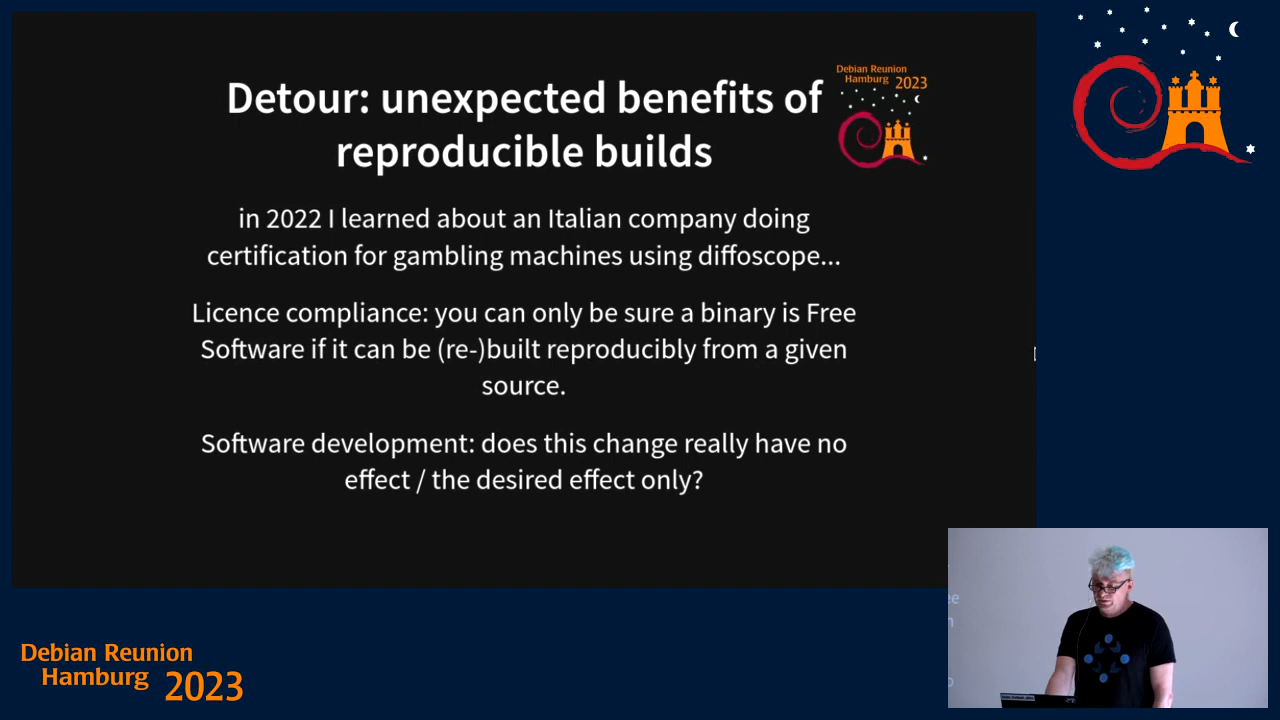 Detour: unexpected benefits of
reproducible builds
Debian Reunion
Hamburg 2023
in 2022 I learned about an Italian company doing
certification for gambling machines using diffoscope...
Licence compliance: you can only be sure a binary is Free
Software if it can be (re-)built reproducibly from a given
source.
Software development: does this change really have no
effect / the desired effect only?
Debian Reunion
Hamburg 2023